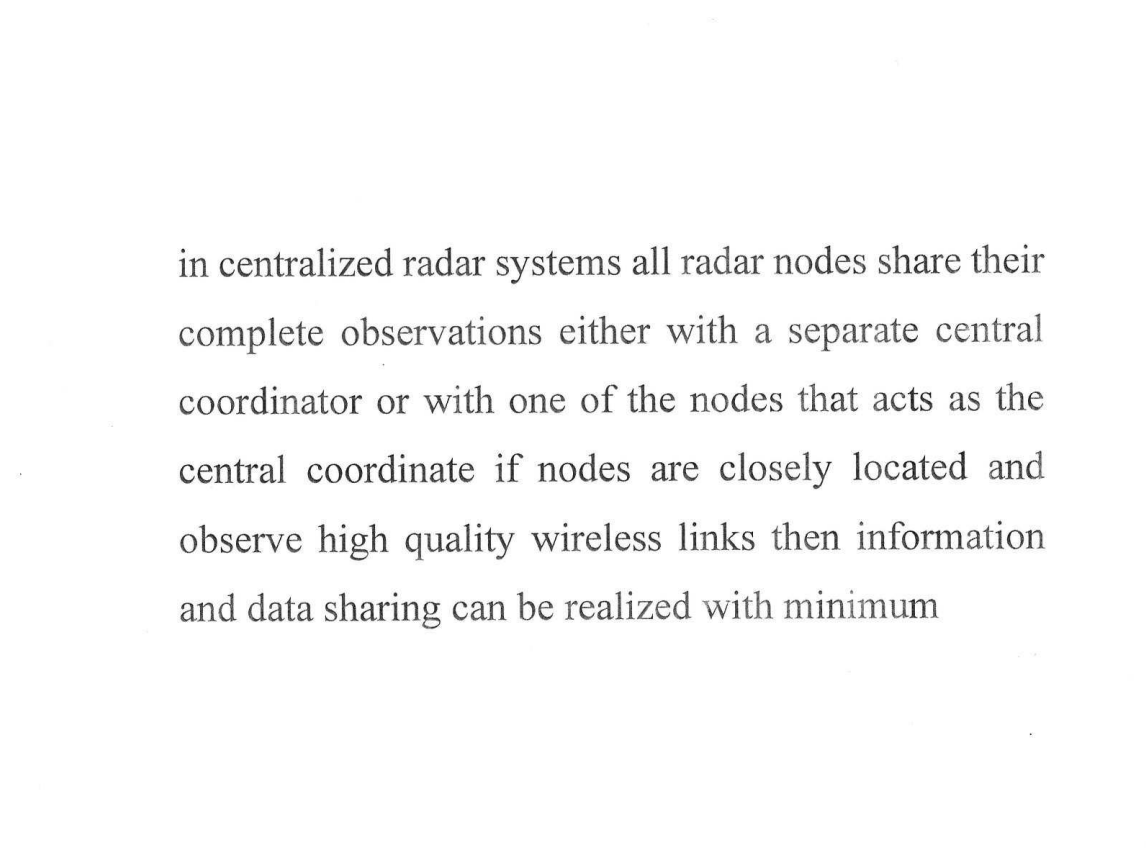 in centralized radar systems all radar nodes share their
complete observations either with a separate central
coordinator or with one of the nodes that acts as the
central coordinate if nodes are closely located and
observe high quality wireless links then information
and data sharing can be realized with minimum